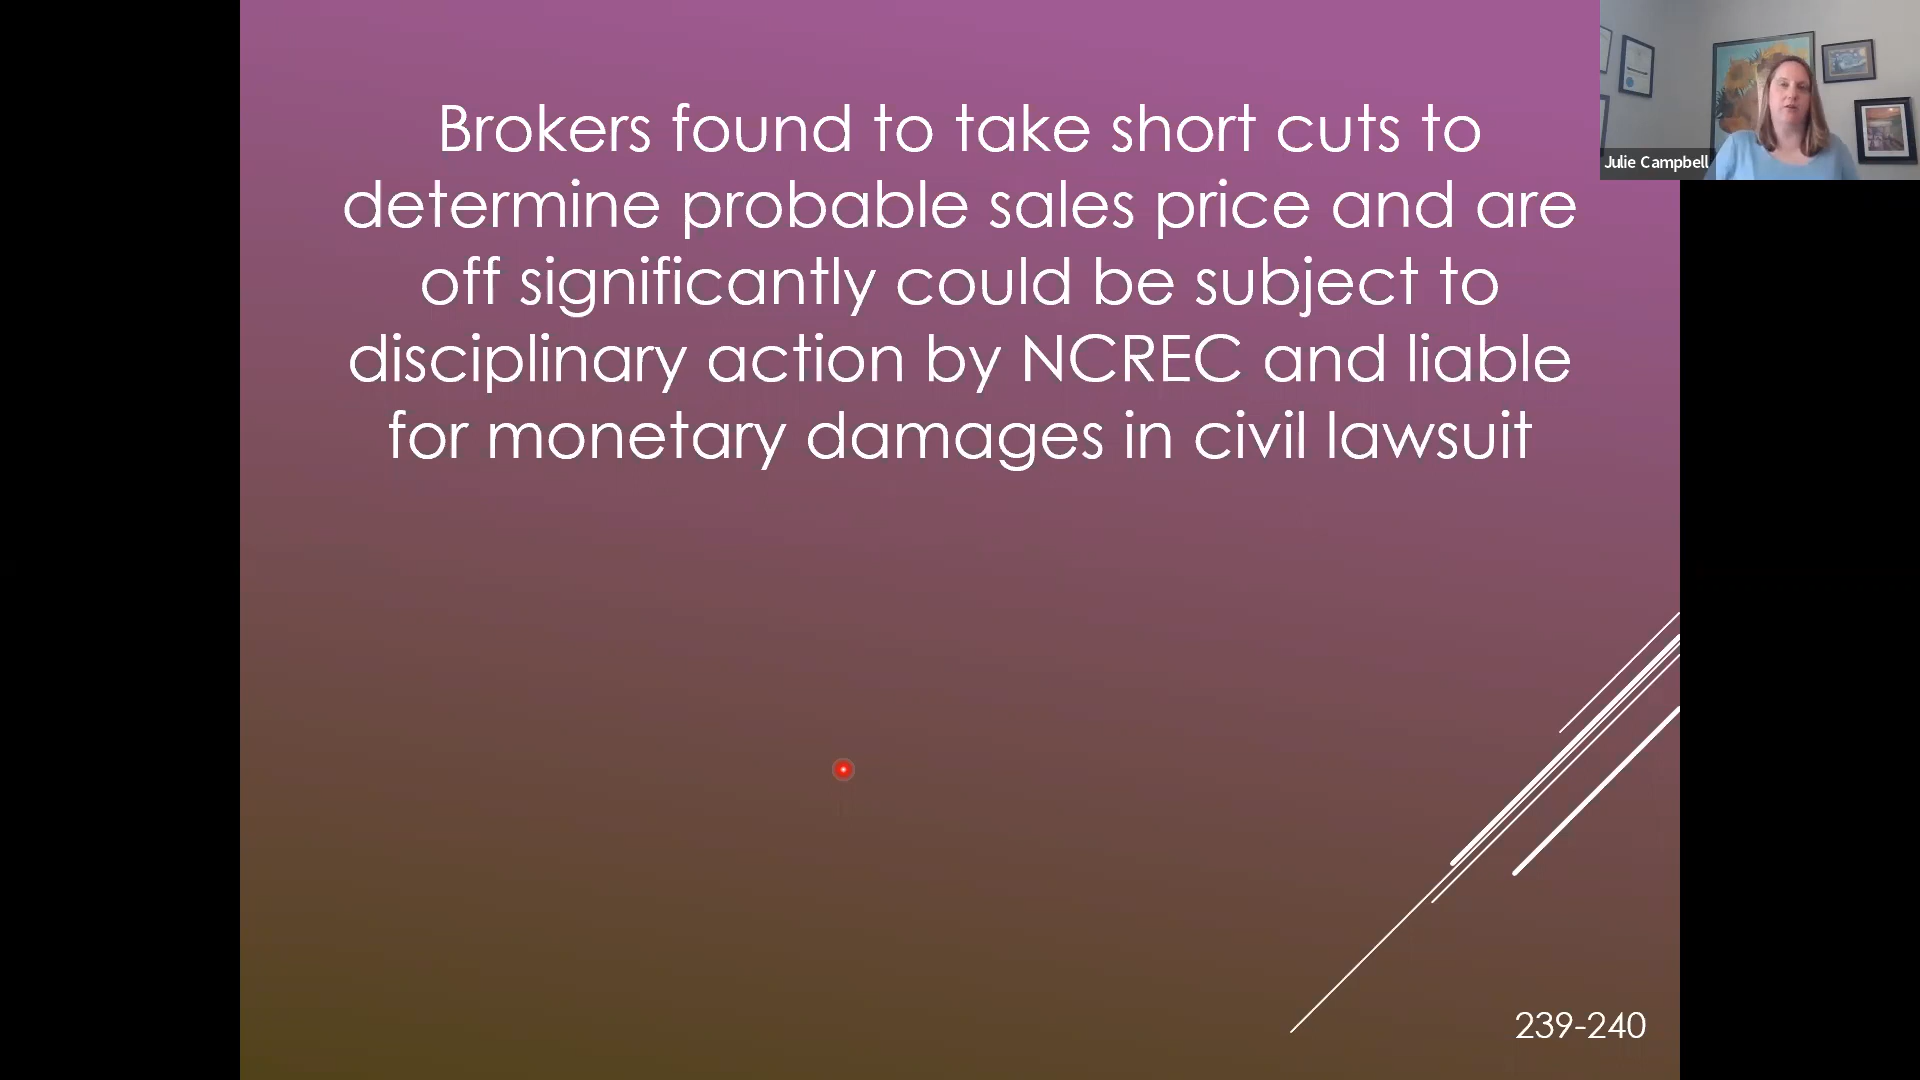 Brokers found to take short cuts to
determine probable sales price and are
off significantly could be subject to
disciplinary action by NCREC and liable
for monetary damages in civil lawsuit
Julie Campbell
239-240